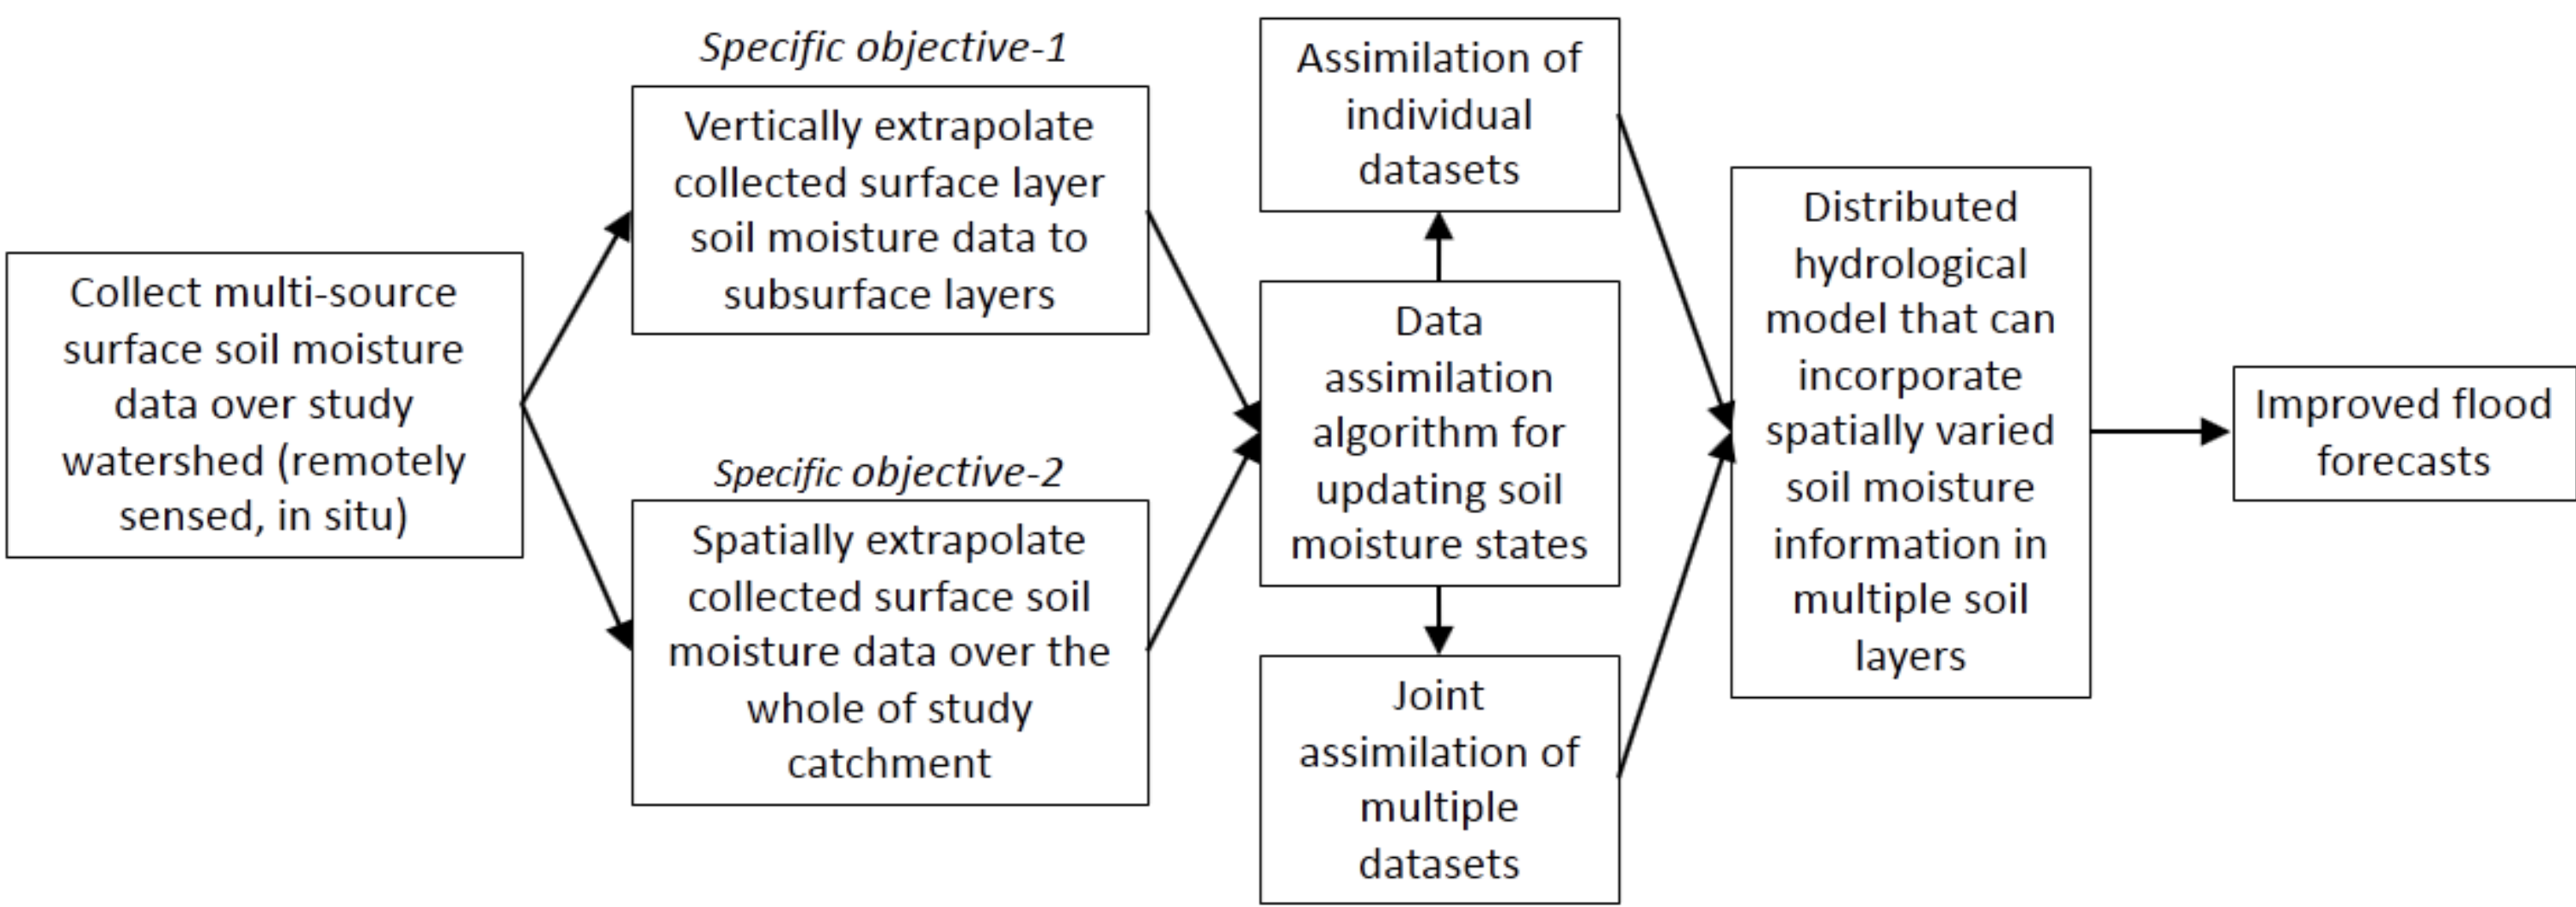 Collect multi-source
surface soil moisture
data over study
watershed (remotely
sensed, in situ)
Specific objective-1
Vertically extrapolate
collected surface layer
soil moisture data to
subsurface layers
Specific objective-2
Spatially extrapolate
collected surface soil
moisture data over the
whole of study
catchment
Assimilation of
individual
datasets
Data
assimilation
algorithm for
updating soil
moisture states
Joint
assimilation of
multiple
datasets
Distributed
hydrological
model that can
incorporate
spatially varied
soil moisture
information in
multiple soil
layers
Improved flood
forecasts